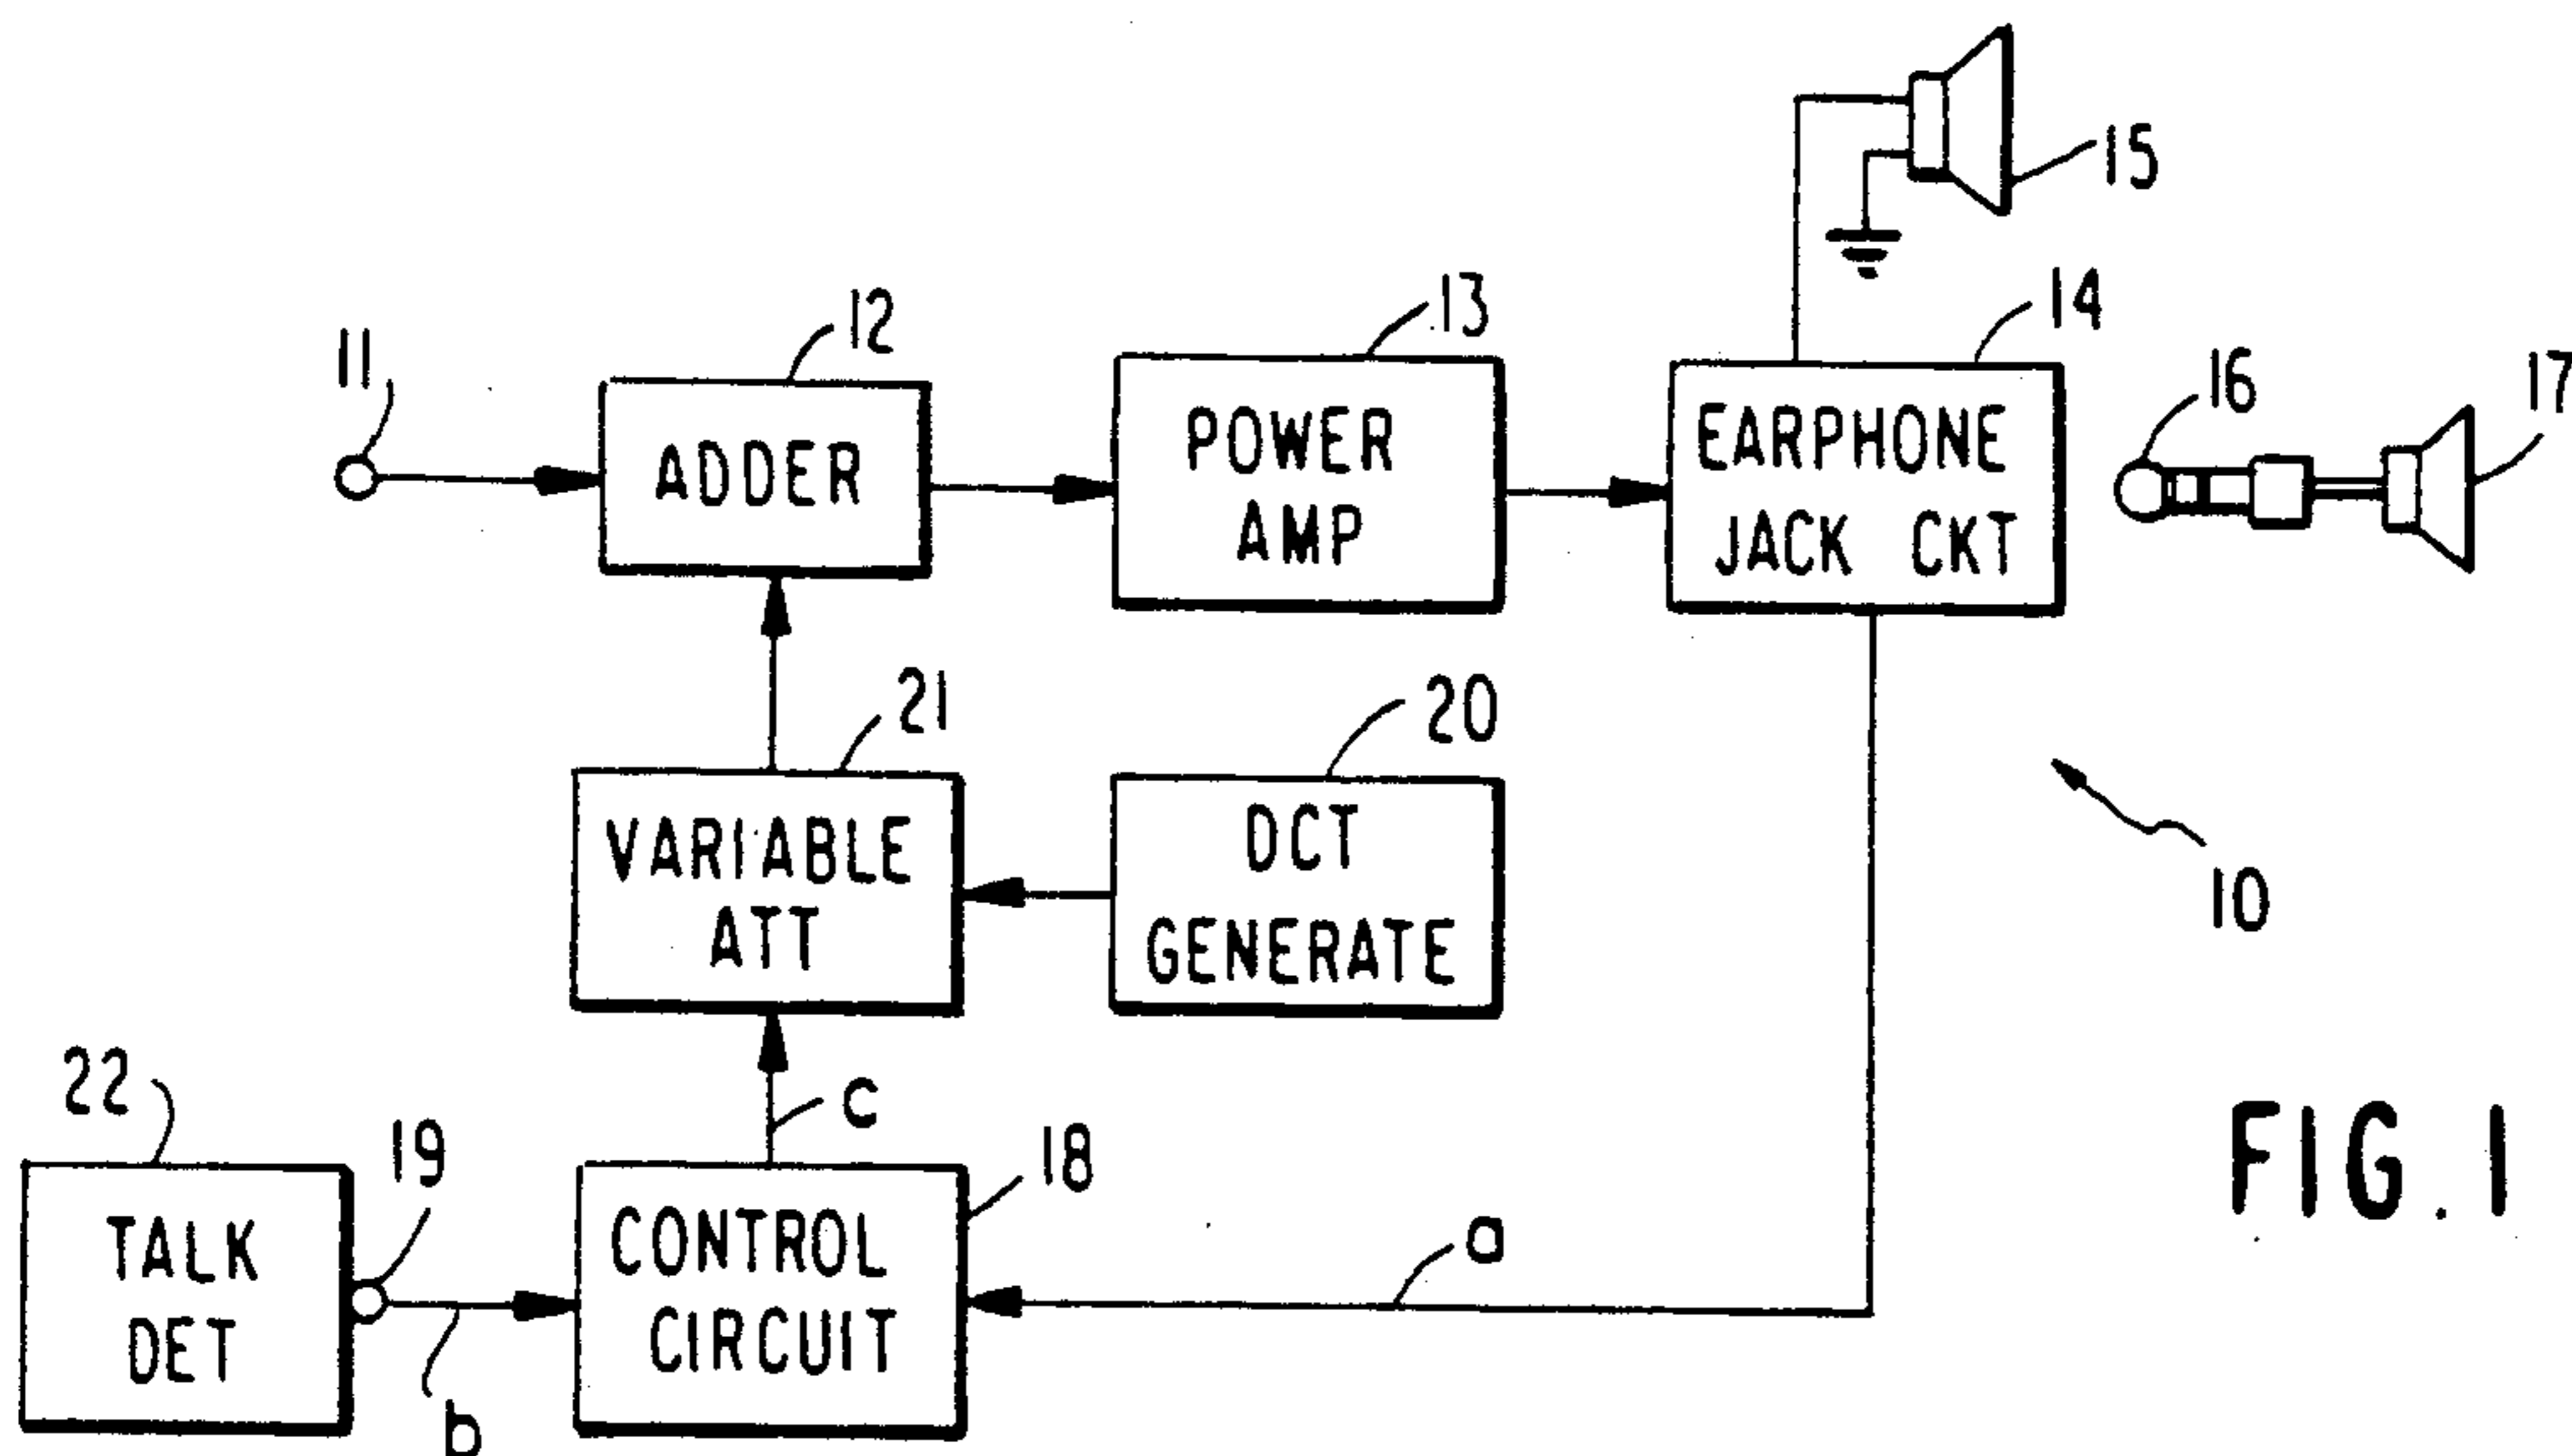 15
14
13
12
11
16
17
ADDER
POWER
AMP
EARPHONE
JACK CKT
21
20
VARIABLE
ATT
DCT
GENERATE
10
22
19
c
18
TALK
DET
CONTROL
CIRCUIT
a
b
FIG. 1